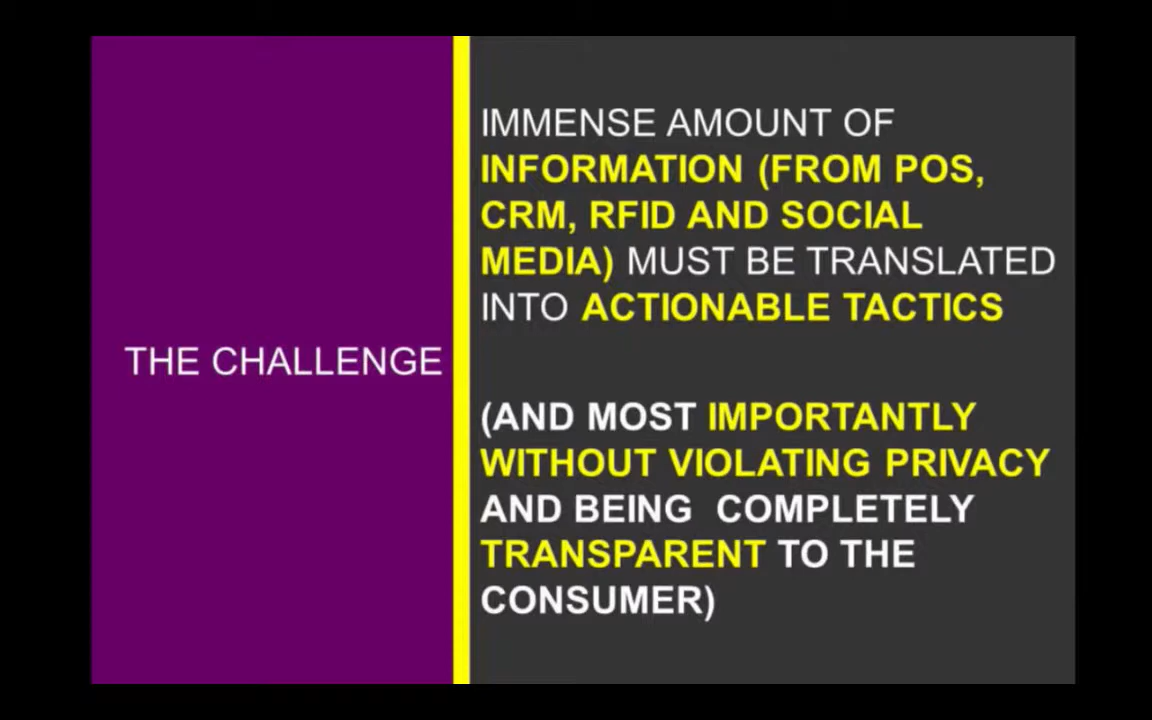 THE CHALLENGE
IMMENSE AMOUNT OF
INFORMATION (FROM POS,
CRM, RFID AND SOCIAL
MEDIA) MUST BE TRANSLATED
INTO ACTIONABLE TACTICS
(AND MOST IMPORTANTLY
WITHOUT VIOLATING PRIVACY
AND BEING  COMPLETELY
TRANSPARENT TO THE
CONSUMER)